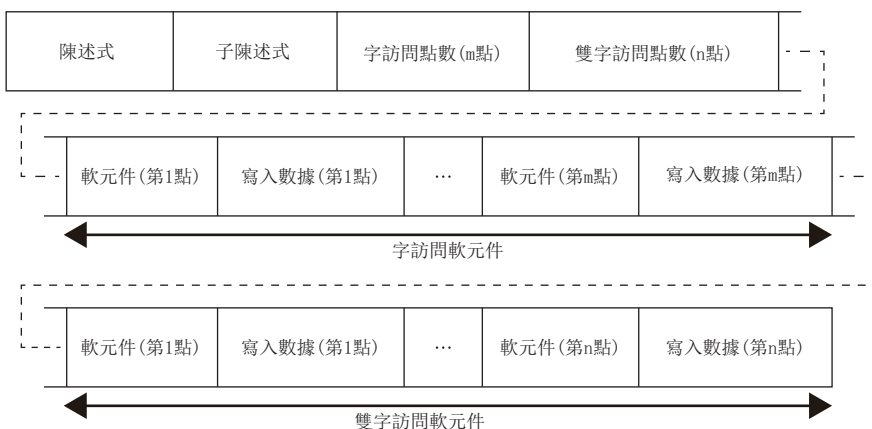 陳述式 子陳述式 字訪問點數(m點) 雙字訪問點數(n點)
軟元件(第1點) 寫入數據(第1點) … 軟元件(第m點) 寫入數據(第m點)
字訪問軟元件
軟元件(第1點) 寫入數據(第1點) … 軟元件(第n點) 寫入數據(第n點)
雙字訪問軟元件